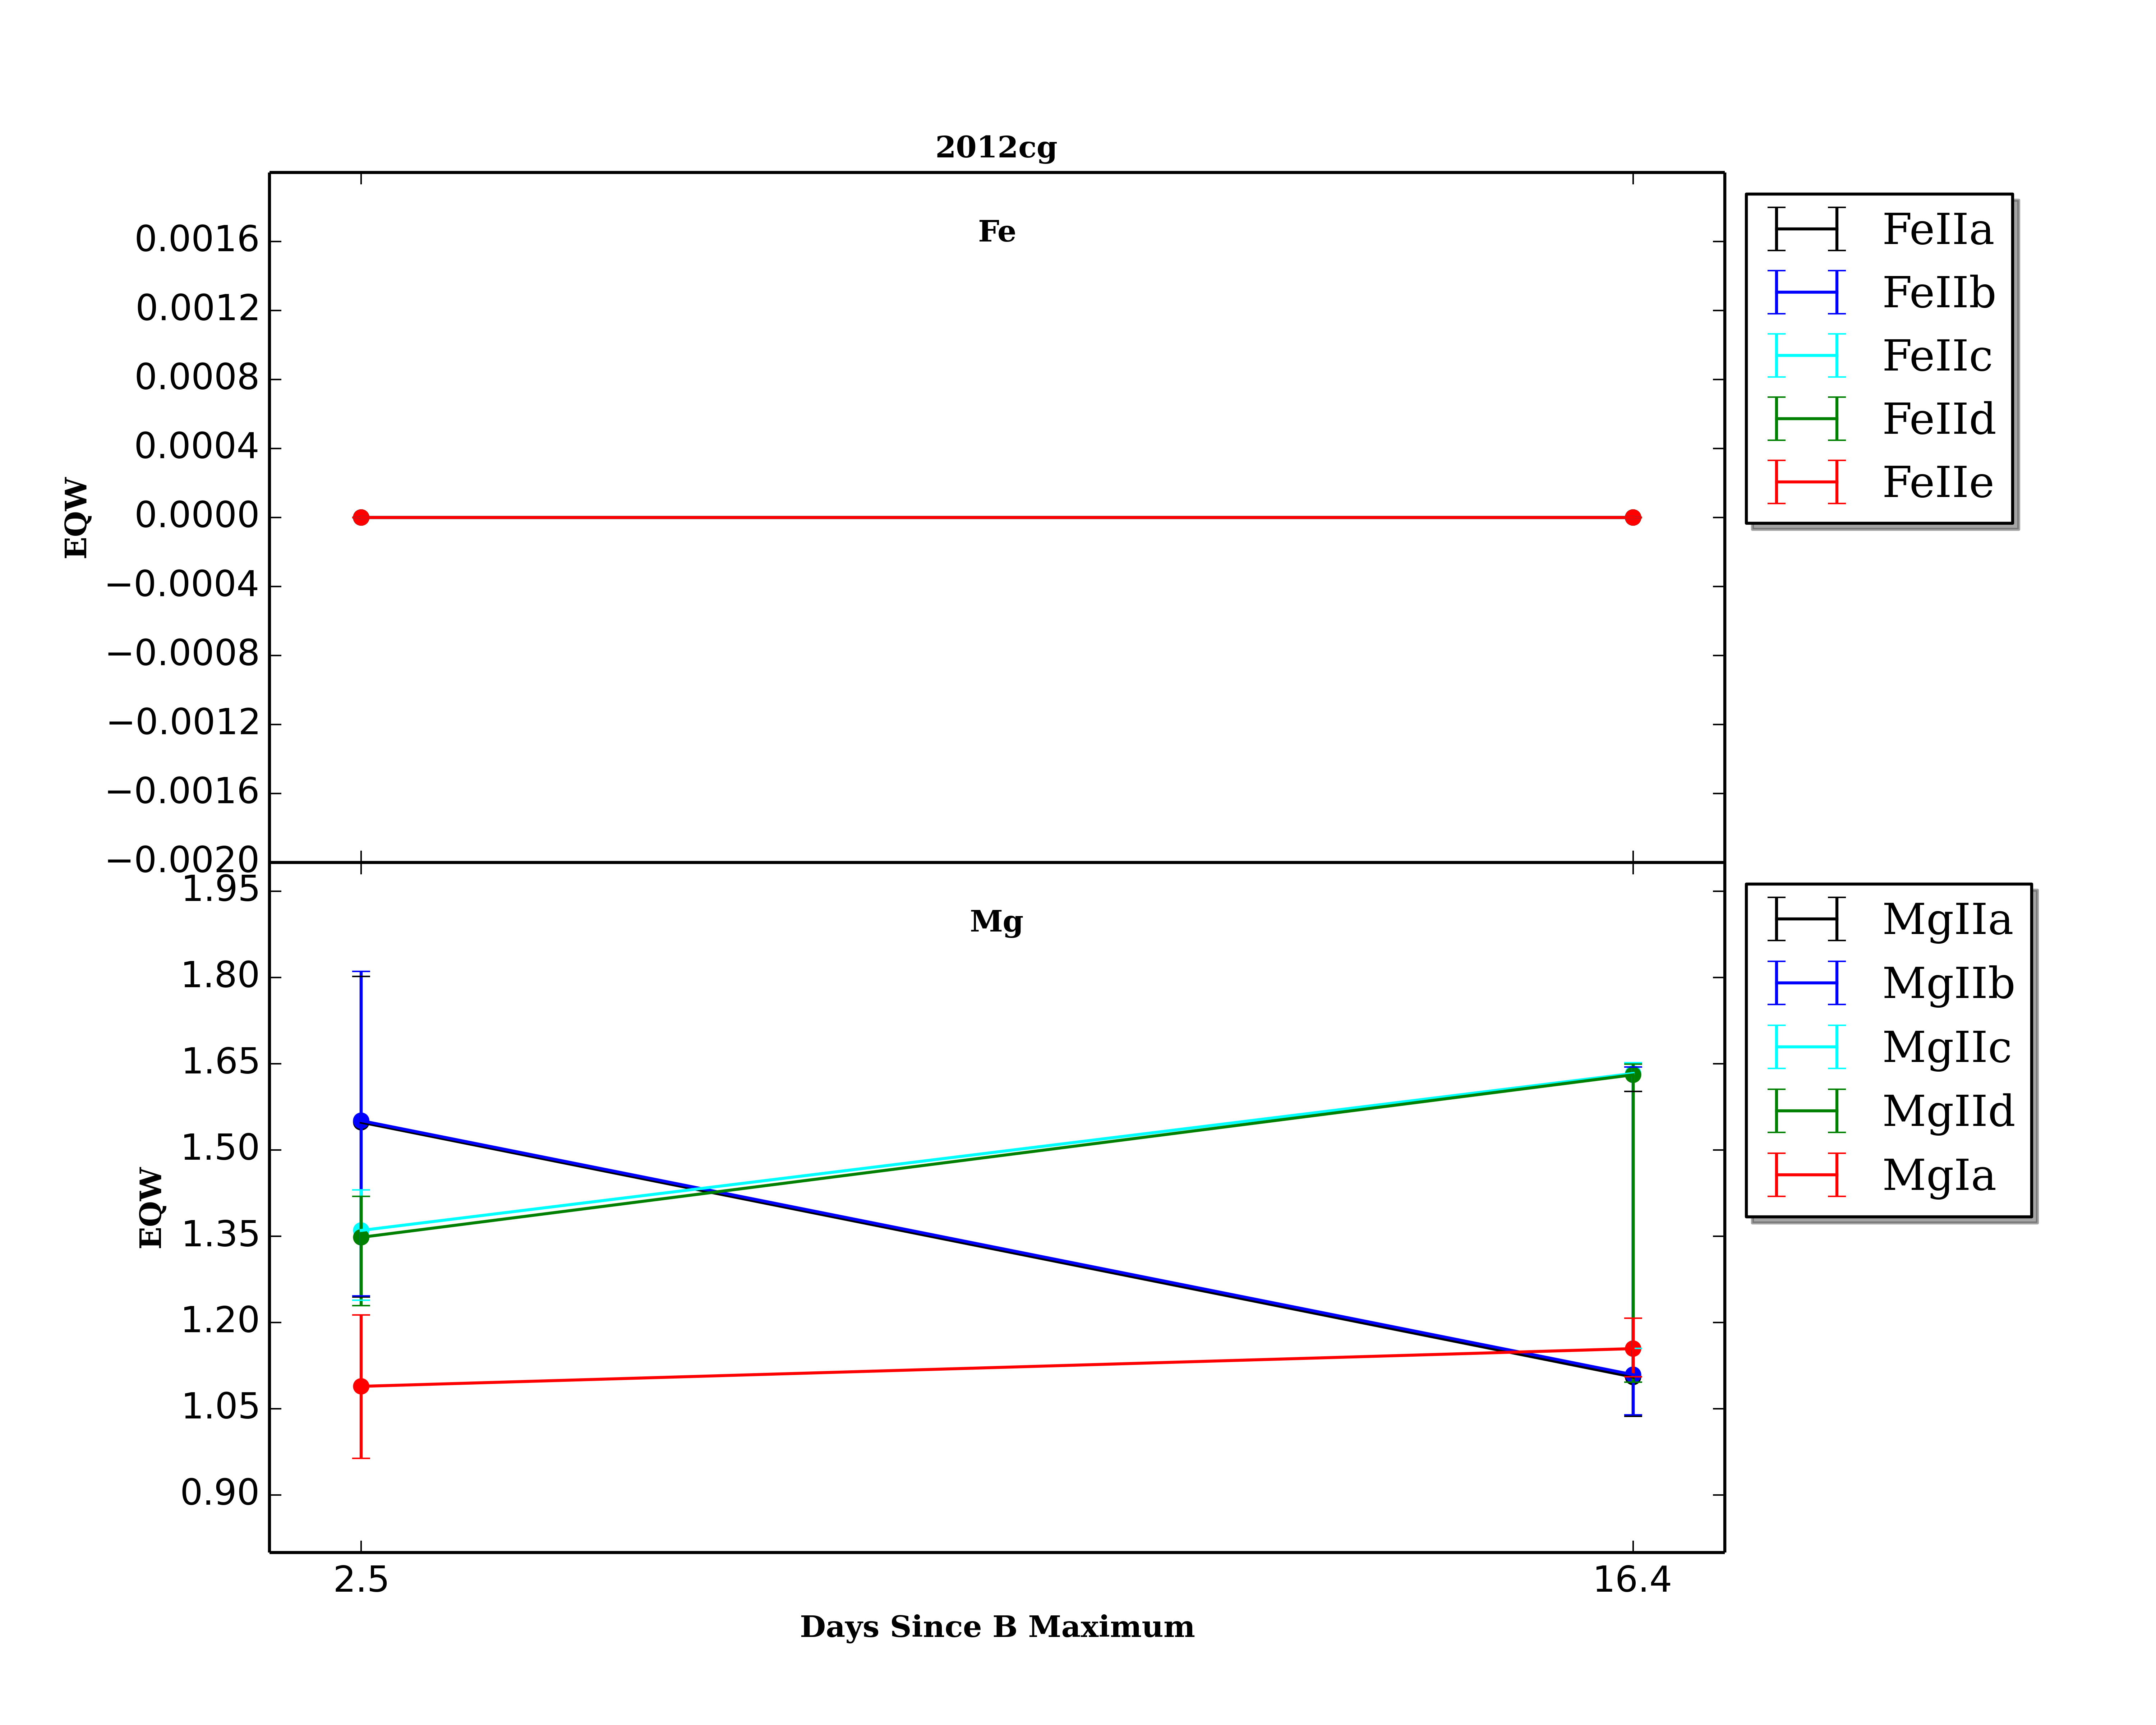 2012cg
Fe
0.0016
0.0012
0.0008
0.0004
0.0000
−0.0004
−0.0008
−0.0012
−0.0016
−0.0020
EQW
FeIIa
FeIIb
FeIIc
FeIId
FeIIe
Mg
1.95
1.80
1.65
1.50
1.35
1.20
1.05
0.90
EQW
MgIIa
MgIIb
MgIIc
MgIId
MgIa
2.5
16.4
Days Since B Maximum